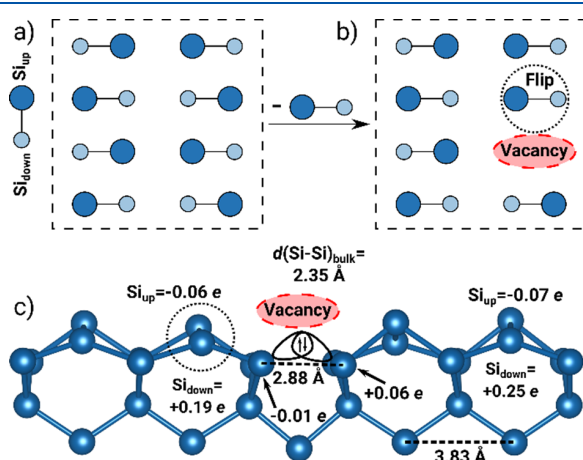 a)
b)
Si_up
Si_down
–
Flip
Vacancy
d(Si-Si)_bulk=
2.35 Å
c)
Si_up=-0.06 e
Vacancy
Si_up=-0.07 e
2.88 Å
Si_down=
+0.19 e
-0.01 e
+0.06 e
Si_down=
+0.25 e
3.83 Å